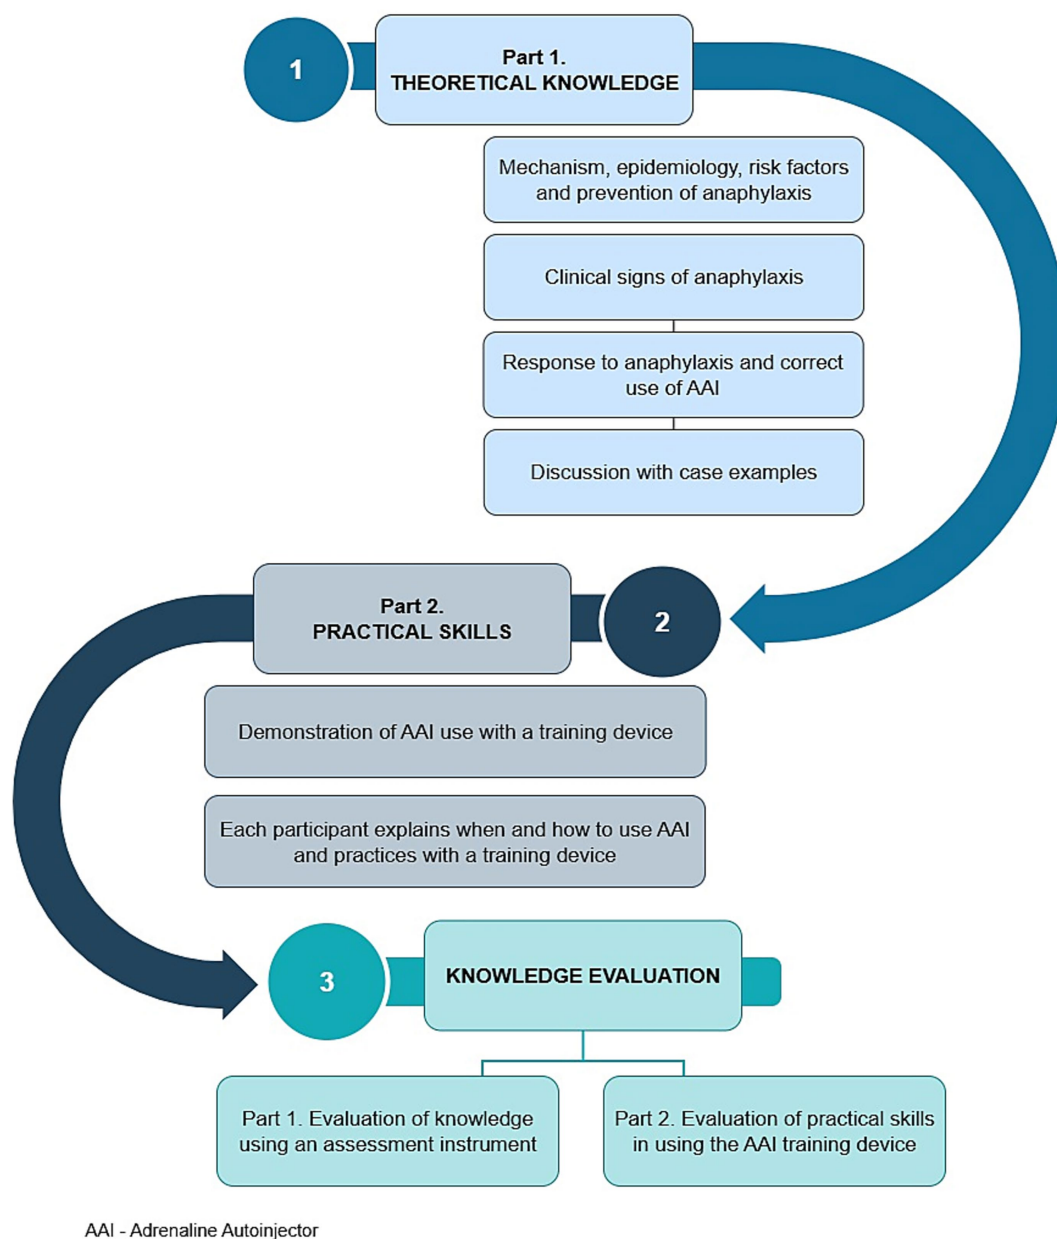 1
Part 1.
THEORETICAL KNOWLEDGE
Mechanism, epidemiology, risk factors
and prevention of anaphylaxis
Clinical signs of anaphylaxis
Response to anaphylaxis and correct
use of AAI
Discussion with case examples
Part 2.
PRACTICAL SKILLS
2
Demonstration of AAI use with a training device
Each participant explains when and how to use AAI
and practices with a training device
3
KNOWLEDGE EVALUATION
Part 1. Evaluation of knowledge
using an assessment instrument
Part 2. Evaluation of practical skills
in using the AAI training device
AAI - Adrenaline Autoinjector